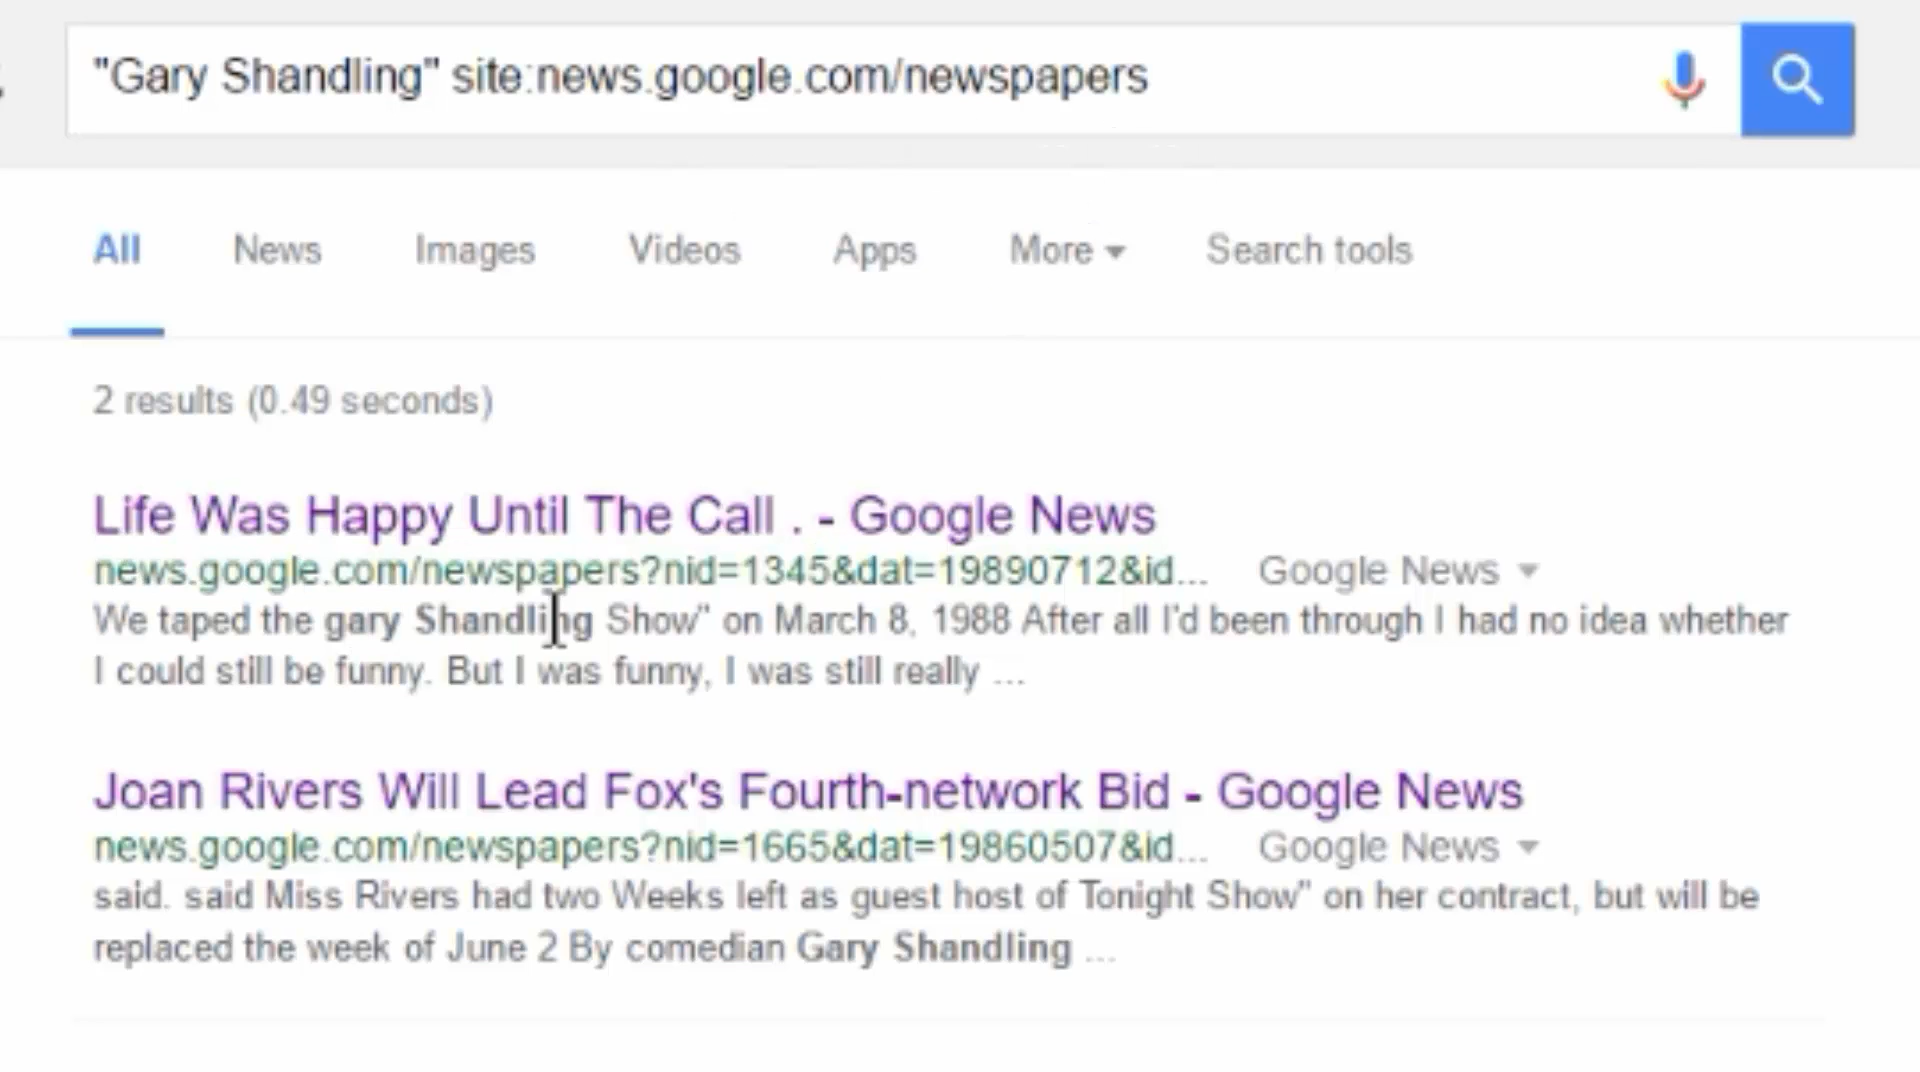 "Gary Shandling" site:news.google.com/newspapers
All News Images Videos Apps More Search tools
2 results (0.49 seconds)
Life Was Happy Until The Call . - Google News
news.google.com/newspapers?nid=1345&dat=19890712&id... Google News
We taped the gary Shandling Show" on March 8, 1988 After all I'd been through I had no idea whether
I could still be funny. But I was funny, I was still really ...
Joan Rivers Will Lead Fox's Fourth-network Bid - Google News
news.google.com/newspapers?nid=1665&dat=19860507&id... Google News
said. said Miss Rivers had two Weeks left as guest host of Tonight Show" on her contract, but will be
replaced the week of June 2 By comedian Gary Shandling ...